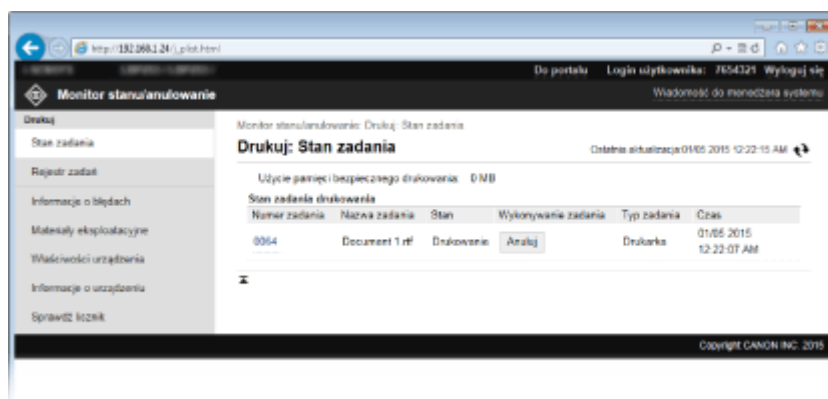 http://192.168.1.24/j_plist.html
Do portalu Login użytkownika: 7654321 Wyloguj się
Monitor stanu/anulowanie
Wiadomość do menedżera systemu
Drukuj
Stan zadania
Rejestr zadań
Informacje o błędach
Materiały eksploatacyjne
Właściwości urządzenia
Informacje o urządzeniu
Sprawdź licznik
Monitor stanu/anulowanie: Drukuj: Stan zadania
Drukuj: Stan zadania
Ostatnia aktualizacja:01/05 2015 12:22:15 AM
Użycie pamięci bezpiecznego drukowania: 0 MB
Stan zadania drukowania
Numer zadania Nazwa zadania Stan Wykonywanie zadania Typ zadania Czas
0064 Document 1.rtf Drukowanie Anuluj Drukarka 01/05 2015 12:22:07 AM
Copyright CANON INC. 2015